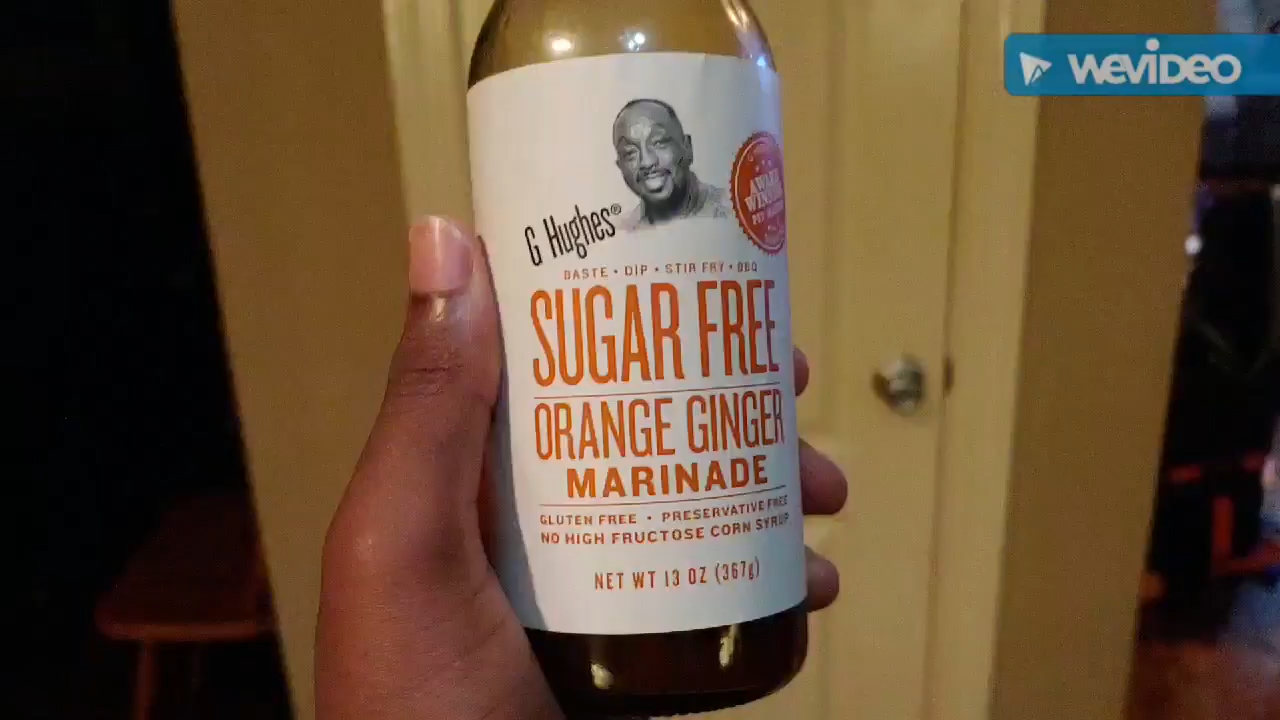 wevideo
G Hughes®
AWARD
BASTE • DIP • STIR FRY • BBQ
SUGAR FREE
ORANGE GINGER
MARINADE
GLUTEN FREE • PRESERVATIVE FREE
NO HIGH FRUCTOSE CORN SYRUP
NET WT 13 OZ (367g)